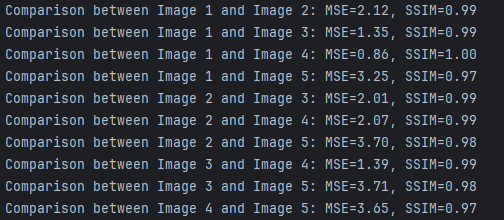 Comparison between Image 1 and Image 2: MSE=2.12, SSIM=0.99
Comparison between Image 1 and Image 3: MSE=1.35, SSIM=0.99
Comparison between Image 1 and Image 4: MSE=0.86, SSIM=1.00
Comparison between Image 1 and Image 5: MSE=3.25, SSIM=0.97
Comparison between Image 2 and Image 3: MSE=2.01, SSIM=0.99
Comparison between Image 2 and Image 4: MSE=2.07, SSIM=0.99
Comparison between Image 2 and Image 5: MSE=3.70, SSIM=0.98
Comparison between Image 3 and Image 4: MSE=1.39, SSIM=0.99
Comparison between Image 3 and Image 5: MSE=3.71, SSIM=0.98
Comparison between Image 4 and Image 5: MSE=3.65, SSIM=0.97